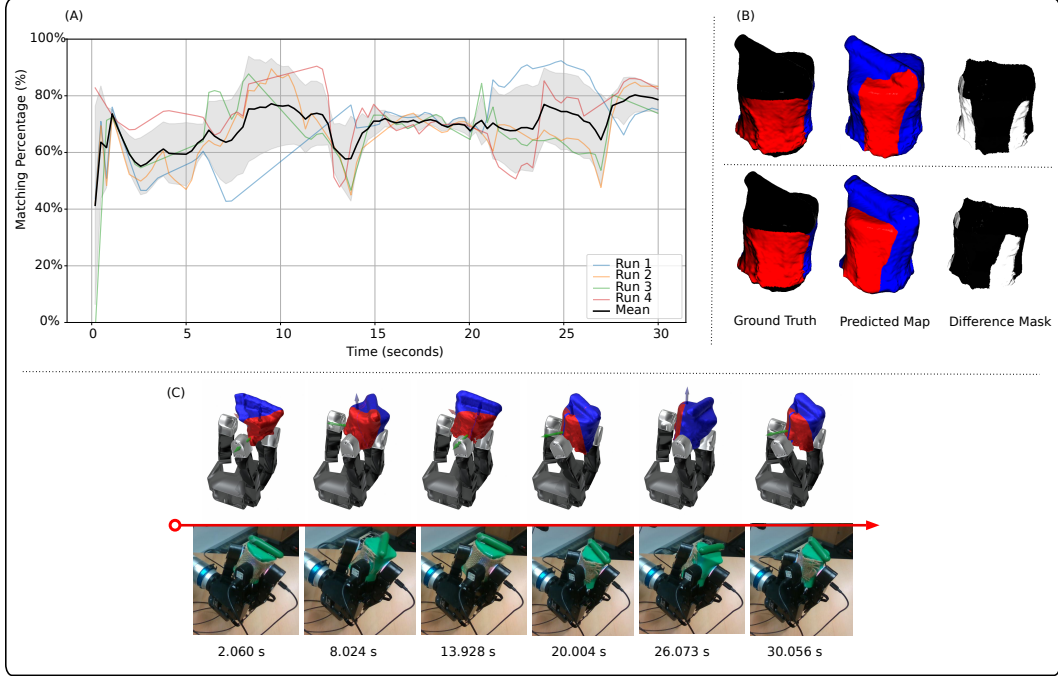 (A)
100%
80%
60%
40%
20%
0%
Matching Percentage (%)
0
5
10
15
20
25
30
Time (seconds)
Run 1
Run 2
Run 3
Run 4
Mean
(B)
Ground Truth
Predicted Map
Difference Mask
(C)
2.060 s
8.024 s
13.928 s
20.004 s
26.073 s
30.056 s